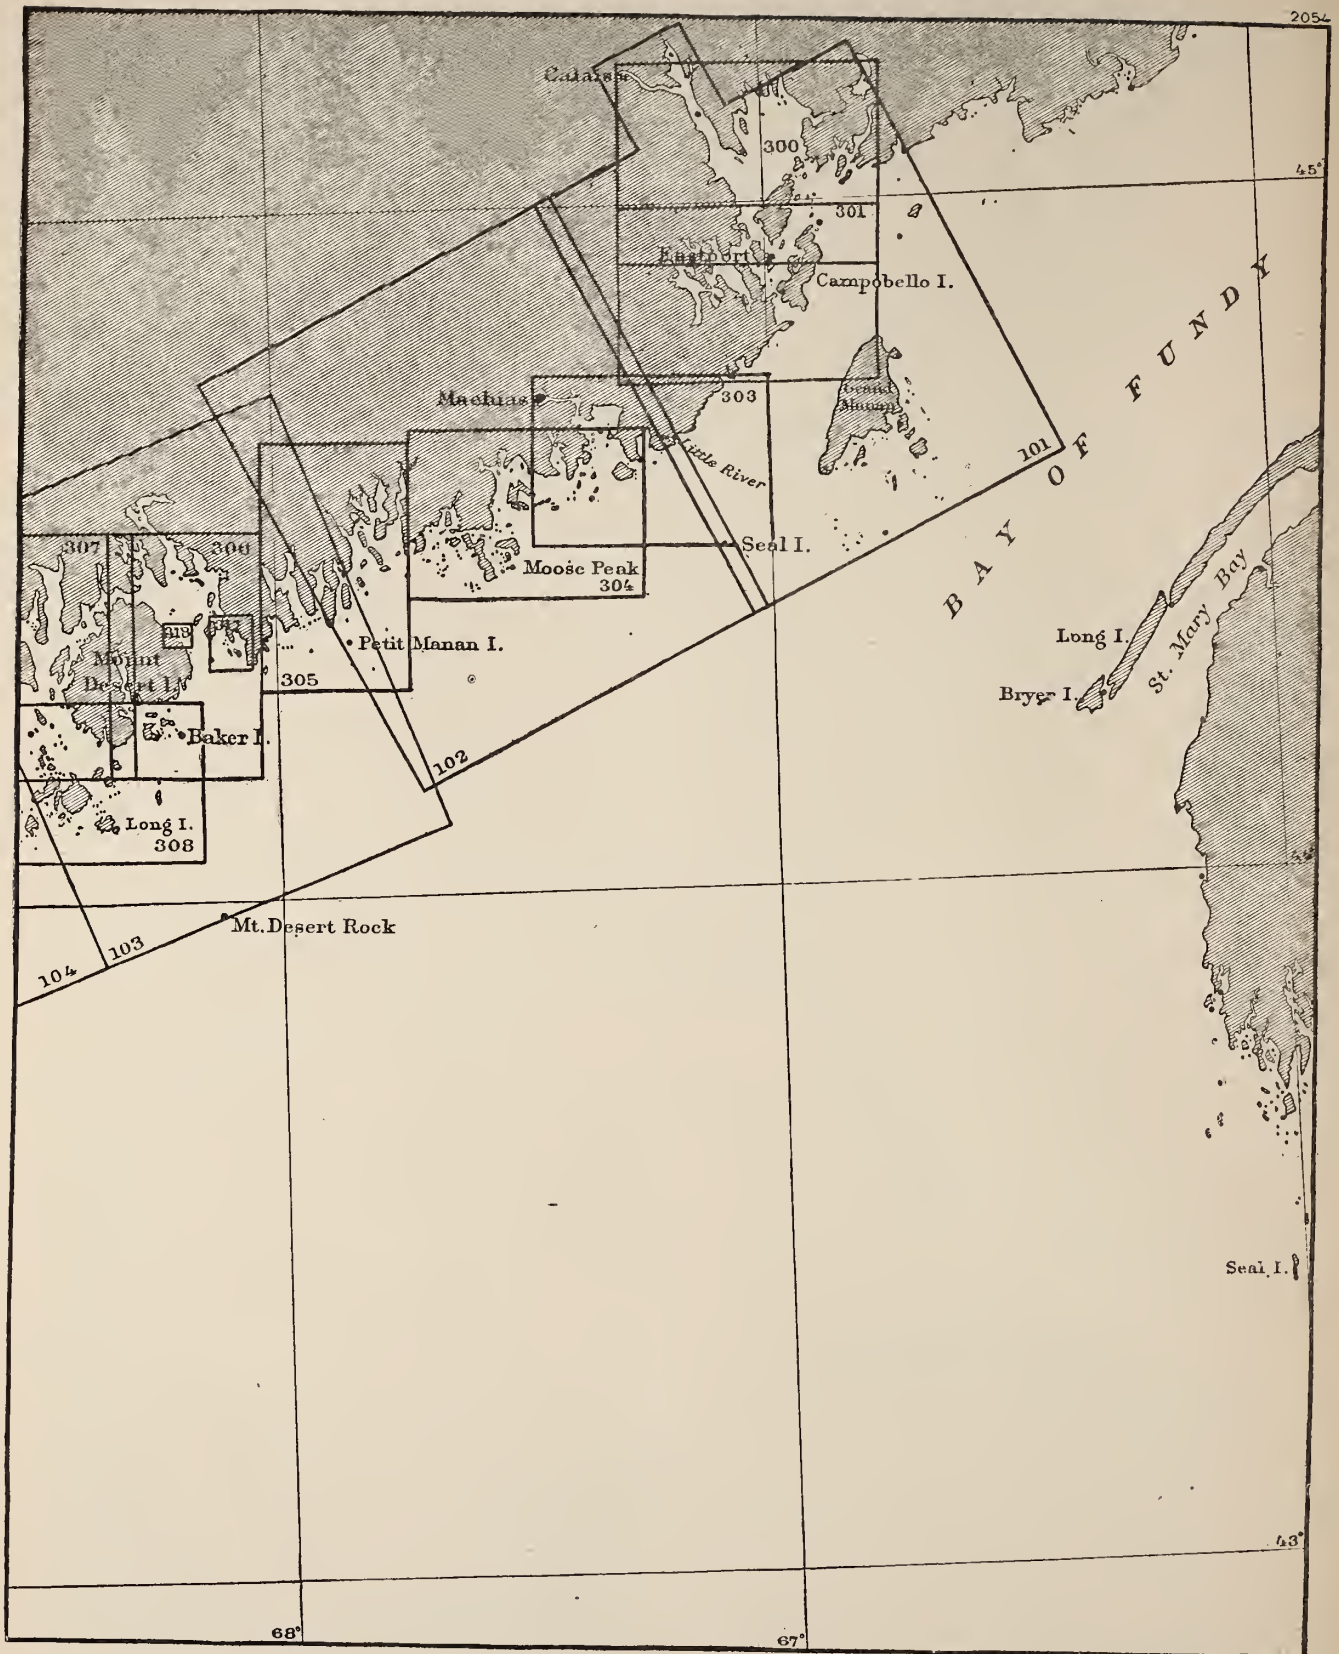 2054
Calais
300
45°
301
Eastport
Campobello I.
BAY OF FUNDY
Grand
Manan
303
Machias
101
Little River
Seal I.
Moose Peak
304
307
306
313
Mount
Desert I.
Petit Manan I.
305
Long I.
St. Mary Bay
Bryer I.
Baker I.
102
Long I.
308
Mt. Desert Rock
103
104
Seal I.
43°
68°
67°